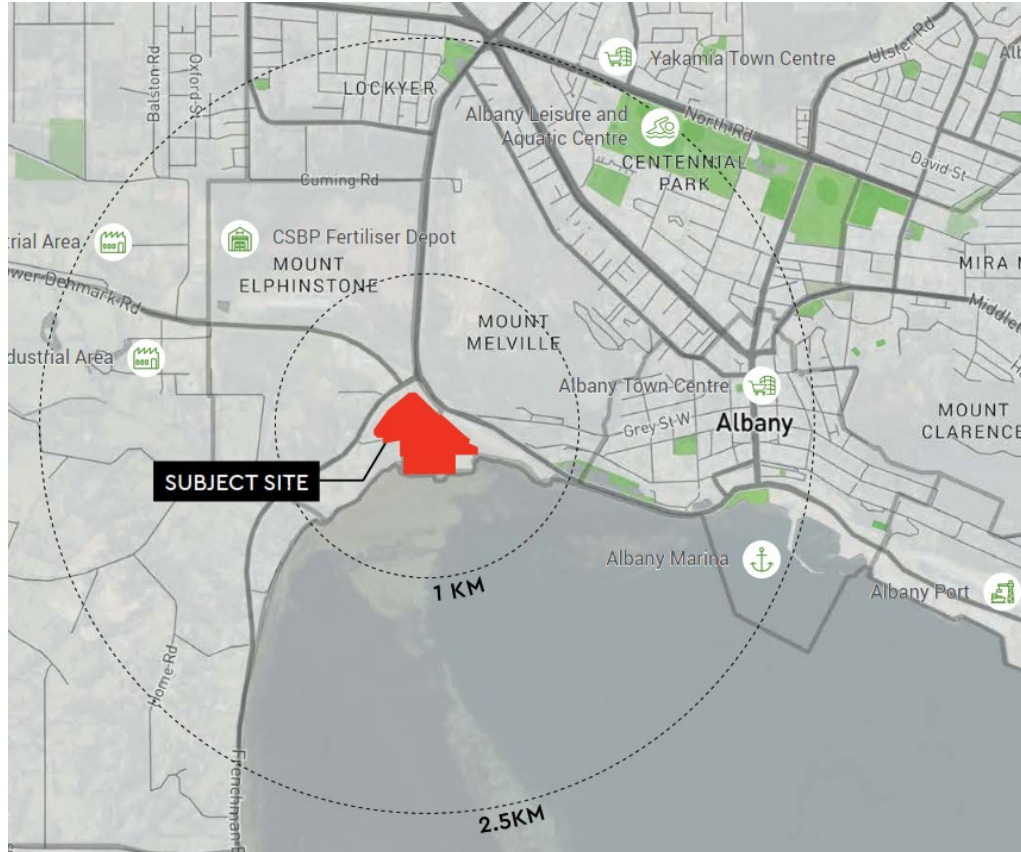 Balston Rd
Oxford St
LOCKYER
Yakamia Town Centre
Ulster Rd
Albany Leisure and
Aquatic Centre
North Rd
CENTENNIAL
PARK
David St
Cuming Rd
trial Area
CSBP Fertiliser Depot
MOUNT
ELPHINSTONE
MIRA
ower Denmark Rd
MOUNT
MELVILLE
dustrial Area
Albany Town Centre
MOUNT
CLARENCE
Grey St W
Albany
SUBJECT SITE
Albany Marina
1 KM
Albany Port
Home Rd
Frenchman
2.5KM